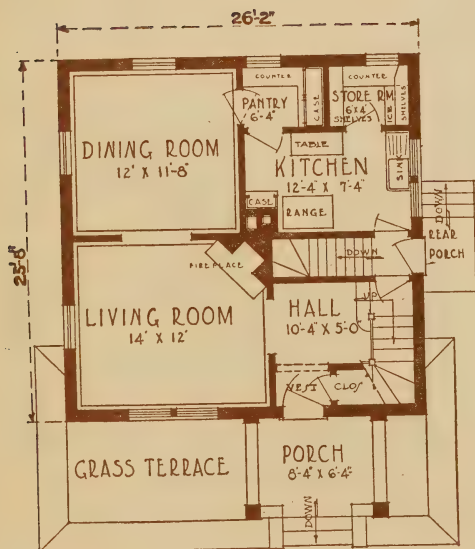 26'-2"
25'-8"
COUNTER
PANTRY
6'-4"
CASE
COUNTER
STORE RM.
6'X4'
SHELVES
ICE
SHELVES
DINING ROOM
12' X 11'-8"
TABLE
KITCHEN
12'-4" X 7'-4"
SINK
CASE
RANGE
DOWN
REAR
PORCH
FIREPLACE
DOWN
LIVING ROOM
14' X 12'
HALL
10'-4" X 5'-0"
UP
VEST
CLOS
GRASS TERRACE
PORCH
8'-4" X 6'-4"
DOWN